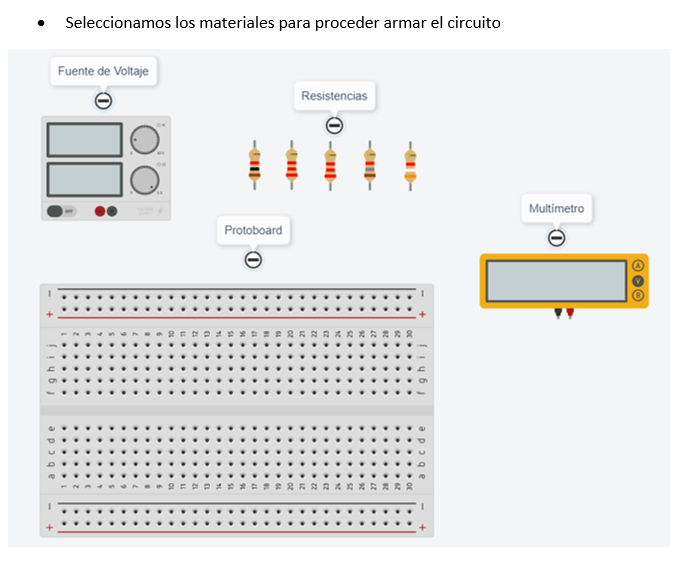 • Seleccionamos los materiales para proceder armar el circuito
Fuente de Voltaje
Resistencias
Multímetro
A
V
R
OFF
Protoboard
1 2 3 4 5 6 7 8 9 10 11 12 13 14 15 16 17 18 19 20 21 22 23 24 25 26 27 28 29 30
j j
i i
h h
g g
f f
e e
d d
c c
b b
a a
1 2 3 4 5 6 7 8 9 10 11 12 13 14 15 16 17 18 19 20 21 22 23 24 25 26 27 28 29 30